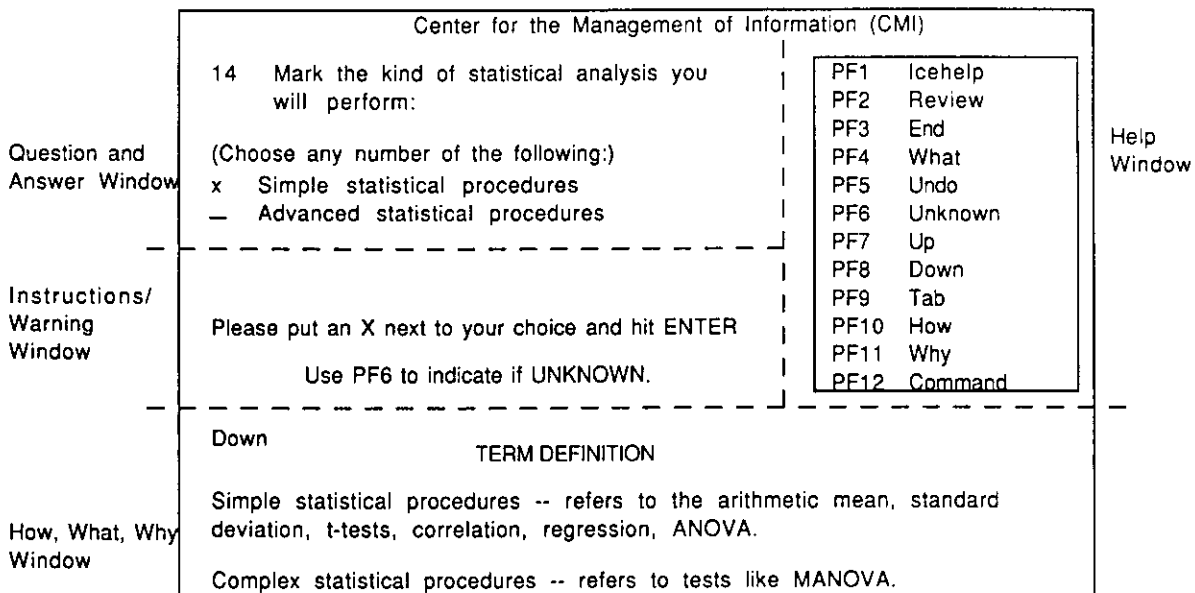 Center for the Management of Information (CMI)
14 Mark the kind of statistical analysis you
will perform:
(Choose any number of the following:)
x Simple statistical procedures
— Advanced statistical procedures
Question and
Answer Window
PF1 Icehelp
PF2 Review
PF3 End
PF4 What
PF5 Undo
PF6 Unknown
PF7 Up
PF8 Down
PF9 Tab
PF10 How
PF11 Why
PF12 Command
Help
Window
Instructions/
Warning
Window
Please put an X next to your choice and hit ENTER
Use PF6 to indicate if UNKNOWN.
Down
TERM DEFINITION
Simple statistical procedures -- refers to the arithmetic mean, standard
deviation, t-tests, correlation, regression, ANOVA.
Complex statistical procedures -- refers to tests like MANOVA.
How, What, Why
Window